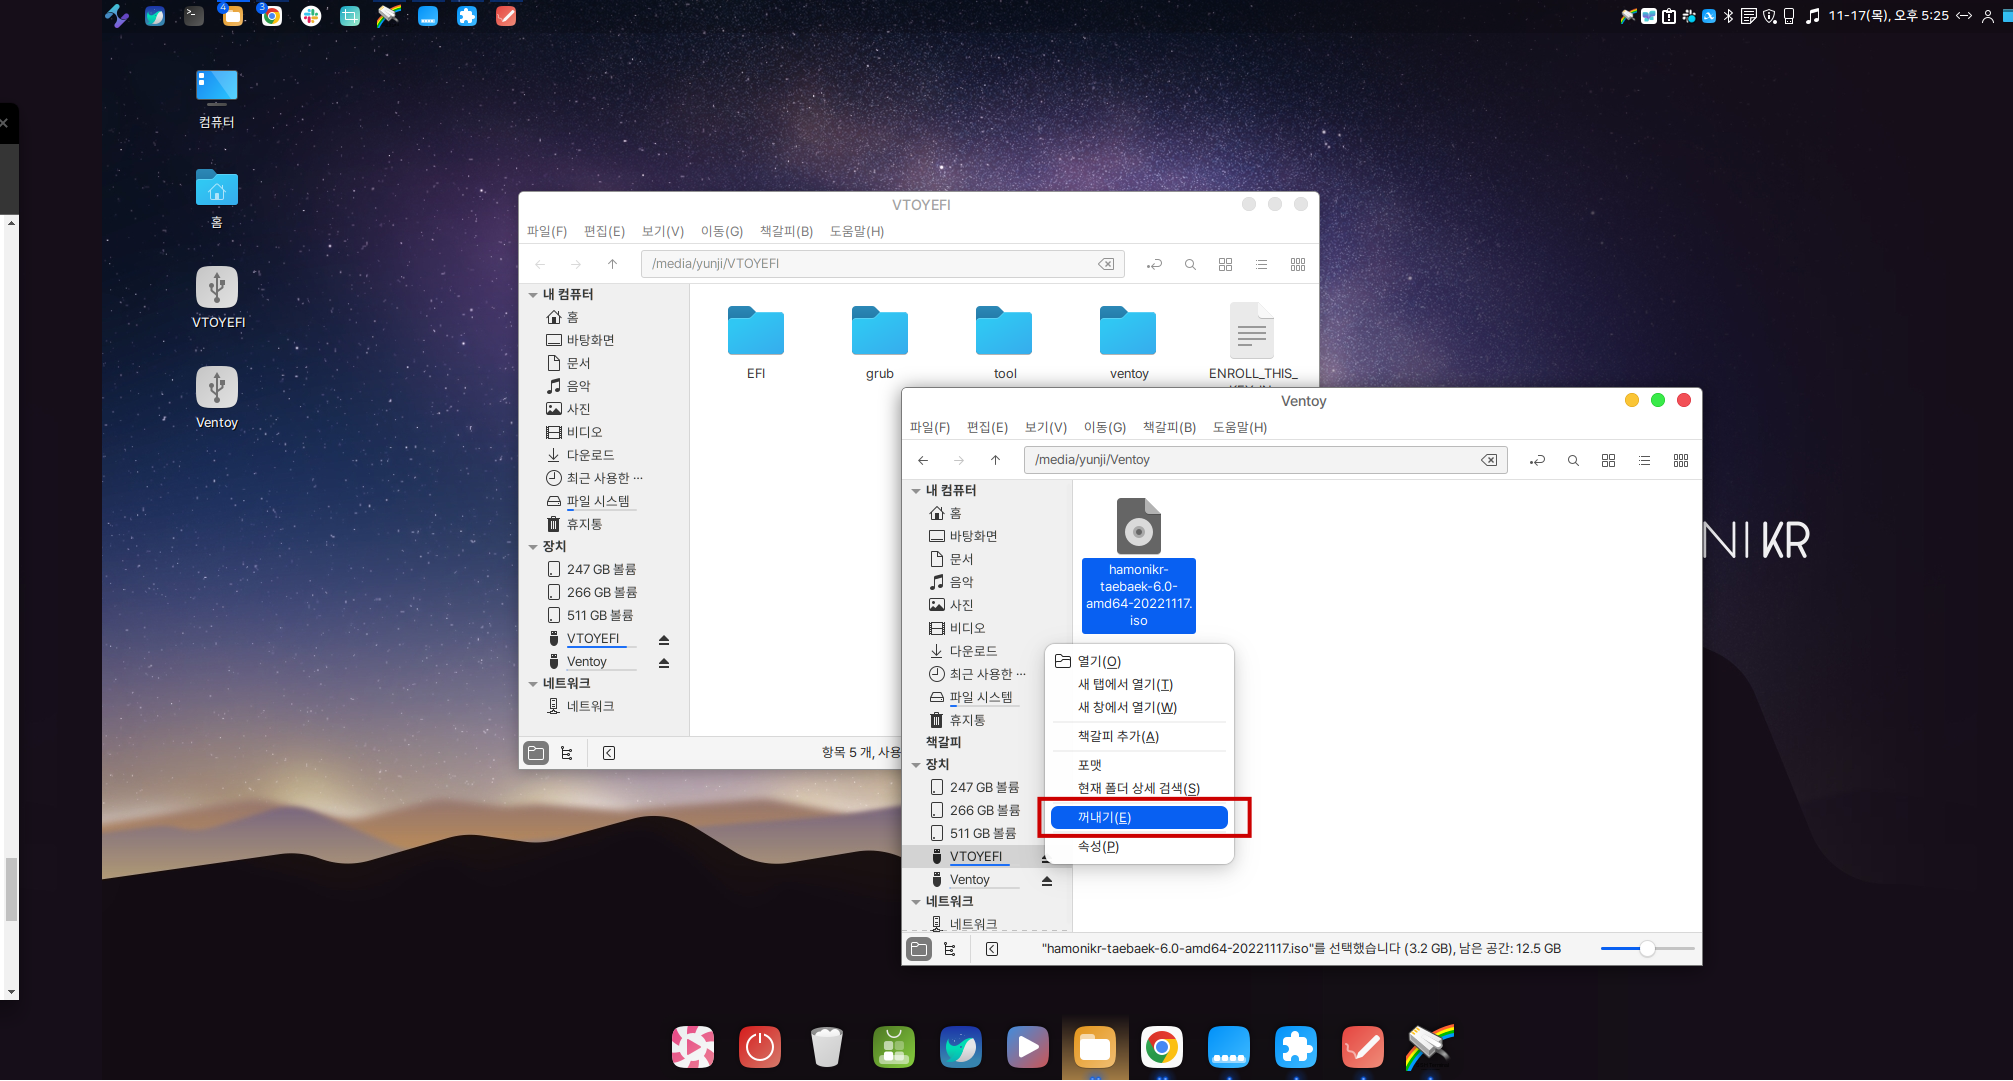 4
3
11-17(목), 오후 5:25
컴퓨터
홈
VTOYEFI
Ventoy
VTOYEFI
파일(F) 편집(E) 보기(V) 이동(G) 책갈피(B) 도움말(H)
/media/yunji/VTOYEFI
내 컴퓨터
홈
바탕화면
문서
음악
사진
비디오
다운로드
최근 사용한 ...
파일 시스템
휴지통
장치
247 GB 볼륨
266 GB 볼륨
511 GB 볼륨
VTOYEFI
Ventoy
네트워크
네트워크
EFI
grub
tool
ventoy
ENROLL_THIS_
항목 5 개, 사용
Ventoy
파일(F) 편집(E) 보기(V) 이동(G) 책갈피(B) 도움말(H)
/media/yunji/Ventoy
내 컴퓨터
홈
바탕화면
문서
음악
사진
비디오
다운로드
최근 사용한 ...
파일 시스템
휴지통
책갈피
장치
247 GB 볼륨
266 GB 볼륨
511 GB 볼륨
VTOYEFI
Ventoy
네트워크
네트워크
hamonikr-
taebaek-6.0-
amd64-20221117.
iso
열기(O)
새 탭에서 열기(T)
새 창에서 열기(W)
책갈피 추가(A)
포맷
현재 폴더 상세 검색(S)
꺼내기(E)
속성(P)
"hamonikr-taebaek-6.0-amd64-20221117.iso"를 선택했습니다 (3.2 GB), 남은 공간: 12.5 GB
NIKR